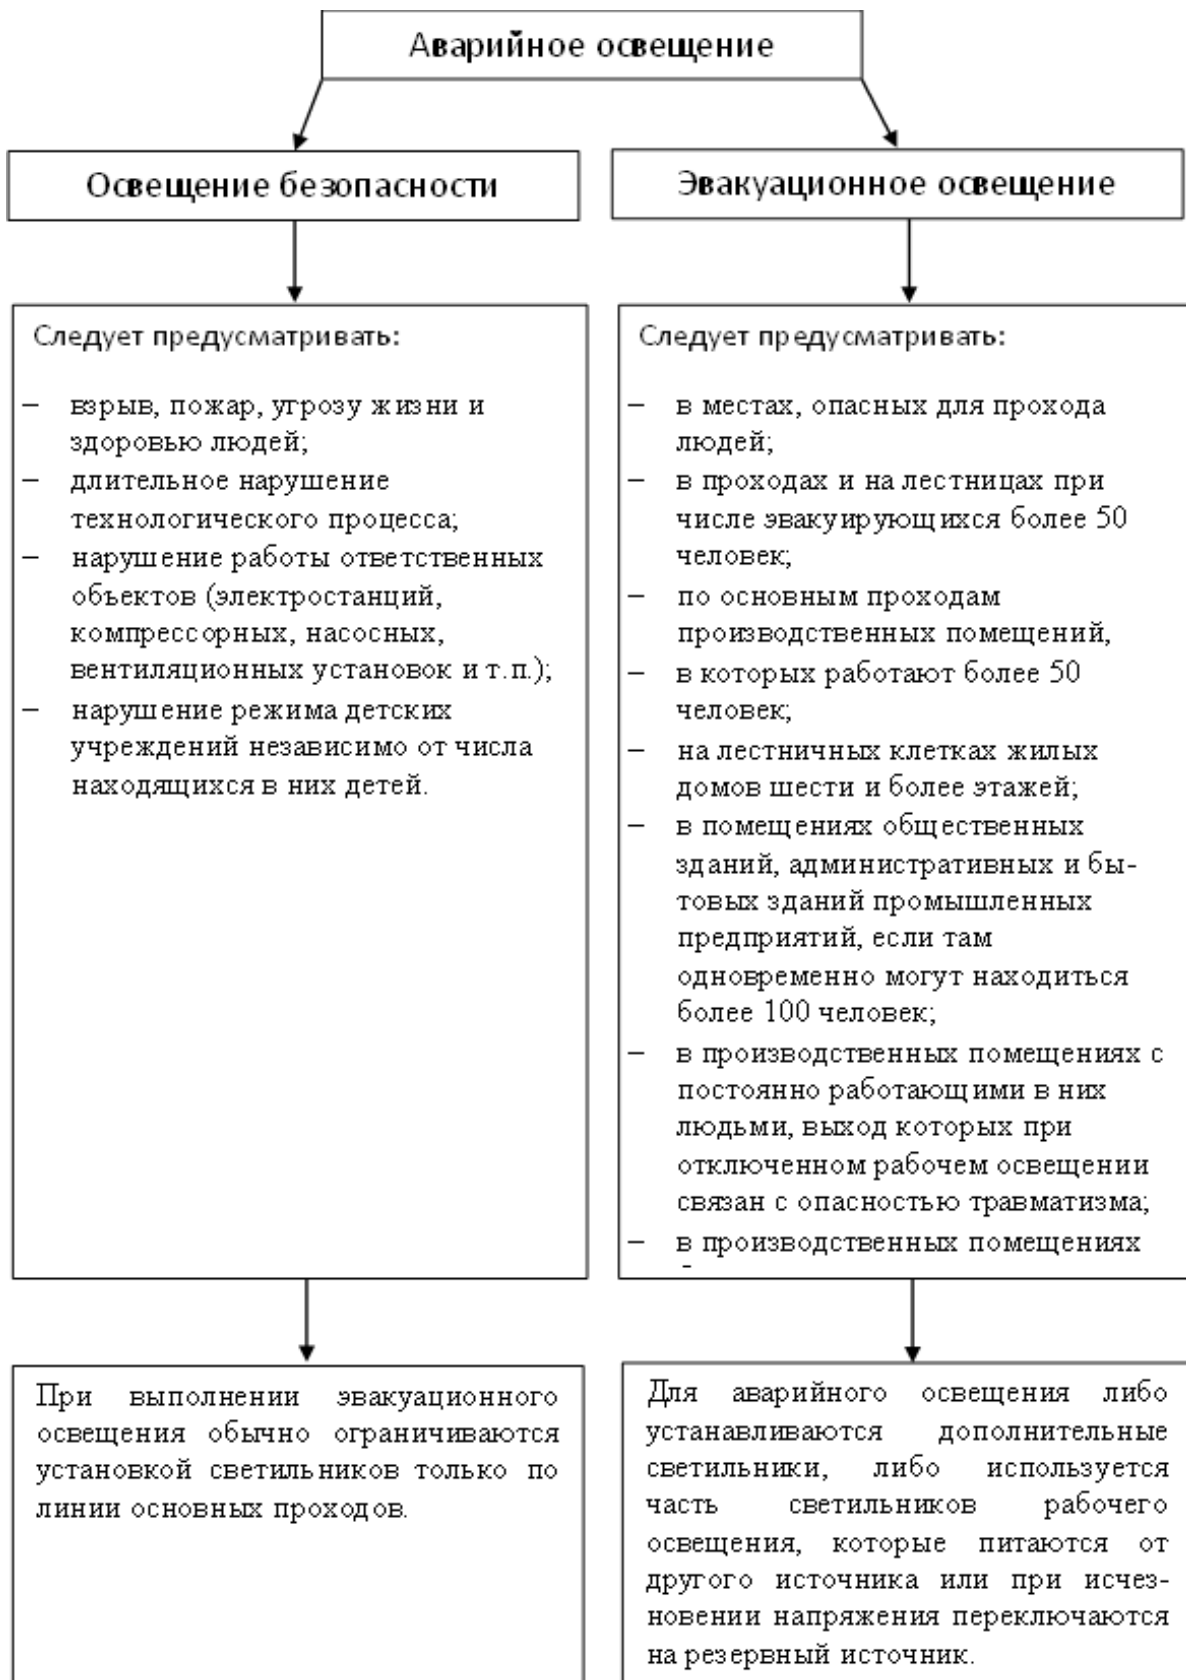 Аварийное освещение
Освещение безопасности
Эвакуационное освещение
Следует предусматривать:
– взрыв, пожар, угрозу жизни и
здоровью людей;
– длительное нарушение
технологического процесса;
– нарушение работы ответственных
объектов (электростанций,
компрессорных, насосных,
вентиляционных установок и т.п.);
– нарушение режима детских
учреждений независимо от числа
находящихся в них детей.
Следует предусматривать:
– в местах, опасных для прохода
людей;
– в проходах и на лестницах при
числе эвакуирующихся более 50
человек;
– по основным проходам
производственных помещений,
– в которых работают более 50
человек;
– на лестничных клетках жилых
домов шести и более этажей;
– в помещениях общественных
зданий, административных и бы-
товых зданий промышленных
предприятий, если там
одновременно могут находиться
более 100 человек;
– в производственных помещениях с
постоянно работающими в них
людьми, выход которых при
отключенном рабочем освещении
связан с опасностью травматизма;
– в производственных помещениях
При выполнении эвакуационного
освещения обычно ограничиваются
установкой светильников только по
линии основных проходов.
Для аварийного освещения либо
устанавливаются дополнительные
светильники, либо используется
часть светильников рабочего
освещения, которые питаются от
другого источника или при исчез-
новении напряжения переключаются
на резервный источник.